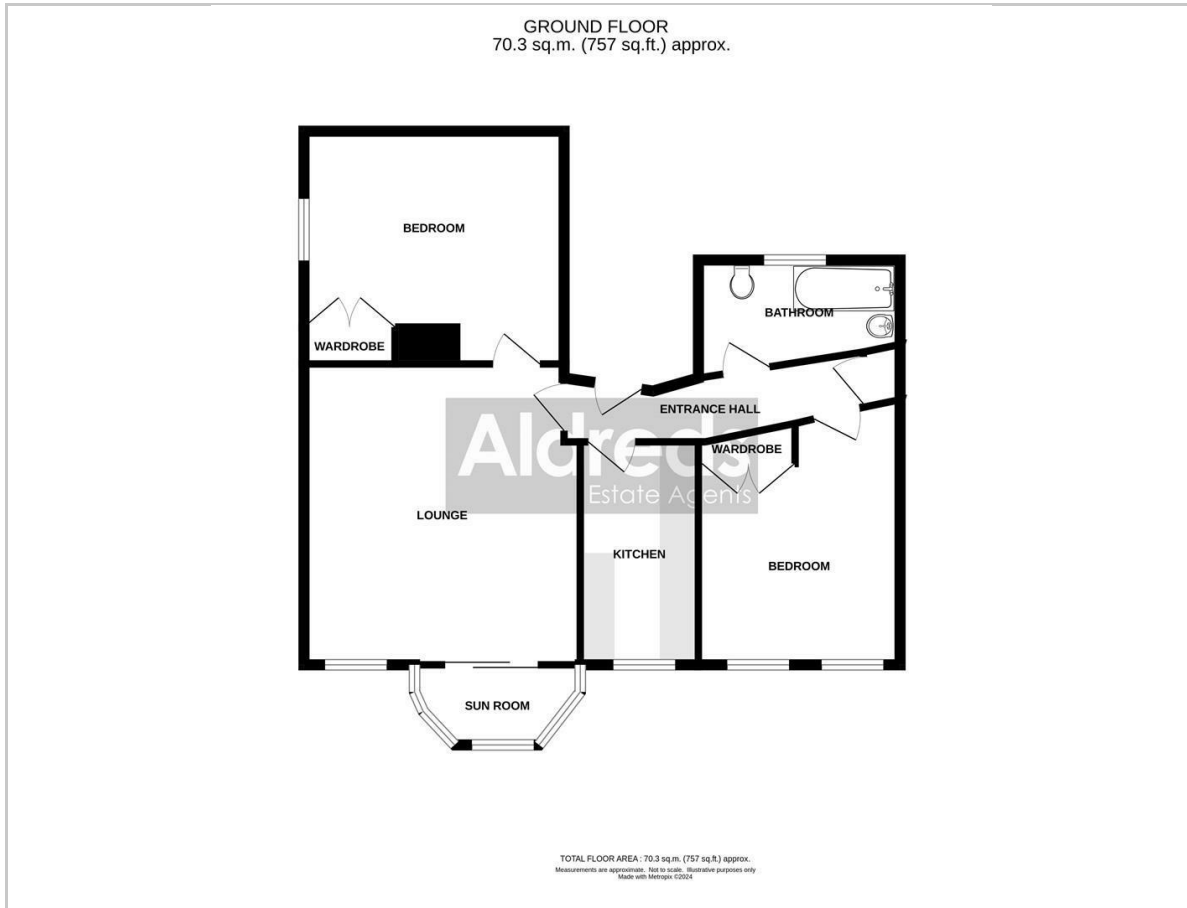 GROUND FLOOR
70.3 sq.m. (757 sq.ft.) approx.
BEDROOM
WARDROBE
BATHROOM
ENTRANCE HALL
WARDROBE
Aldreds
Estate Agents
LOUNGE
KITCHEN
BEDROOM
SUN ROOM
TOTAL FLOOR AREA : 70.3 sq.m. (757 sq.ft.) approx.
Measurements are approximate. Not to scale. Illustrative purposes only
Made with Metropix ©2024